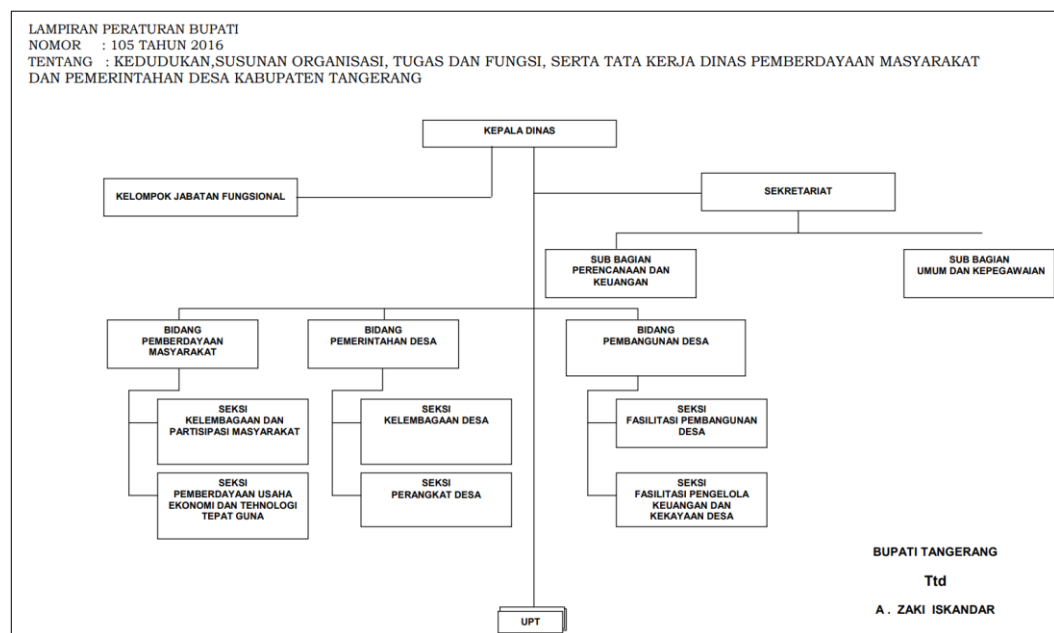 LAMPIRAN PERATURAN BUPATI
NOMOR : 105 TAHUN 2016
TENTANG : KEDUDUKAN,SUSUNAN ORGANISASI, TUGAS DAN FUNGSI, SERTA TATA KERJA DINAS PEMBERDAYAAN MASYARAKAT
DAN PEMERINTAHAN DESA KABUPATEN TANGERANG
KEPALA DINAS
KELOMPOK JABATAN FUNGSIONAL
SEKRETARIAT
SUB BAGIAN
PERENCANAAN DAN
KEUANGAN
SUB BAGIAN
UMUM DAN KEPEGAWAIAN
BIDANG
PEMBERDAYAAN
MASYARAKAT
BIDANG
PEMERINTAHAN DESA
BIDANG
PEMBANGUNAN DESA
SEKSI
KELEMBAGAAN DAN
PARTISIPASI MASYARAKAT
SEKSI
KELEMBAGAAN DESA
SEKSI
FASILITASI PEMBANGUNAN
DESA
SEKSI
PEMBERDAYAAN USAHA
EKONOMI DAN TEHNOLOGI
TEPAT GUNA
SEKSI
PERANGKAT DESA
SEKSI
FASILITASI PENGELOLA
KEUANGAN DAN
KEKAYAAN DESA
BUPATI TANGERANG
Ttd
A . ZAKI ISKANDAR
UPT